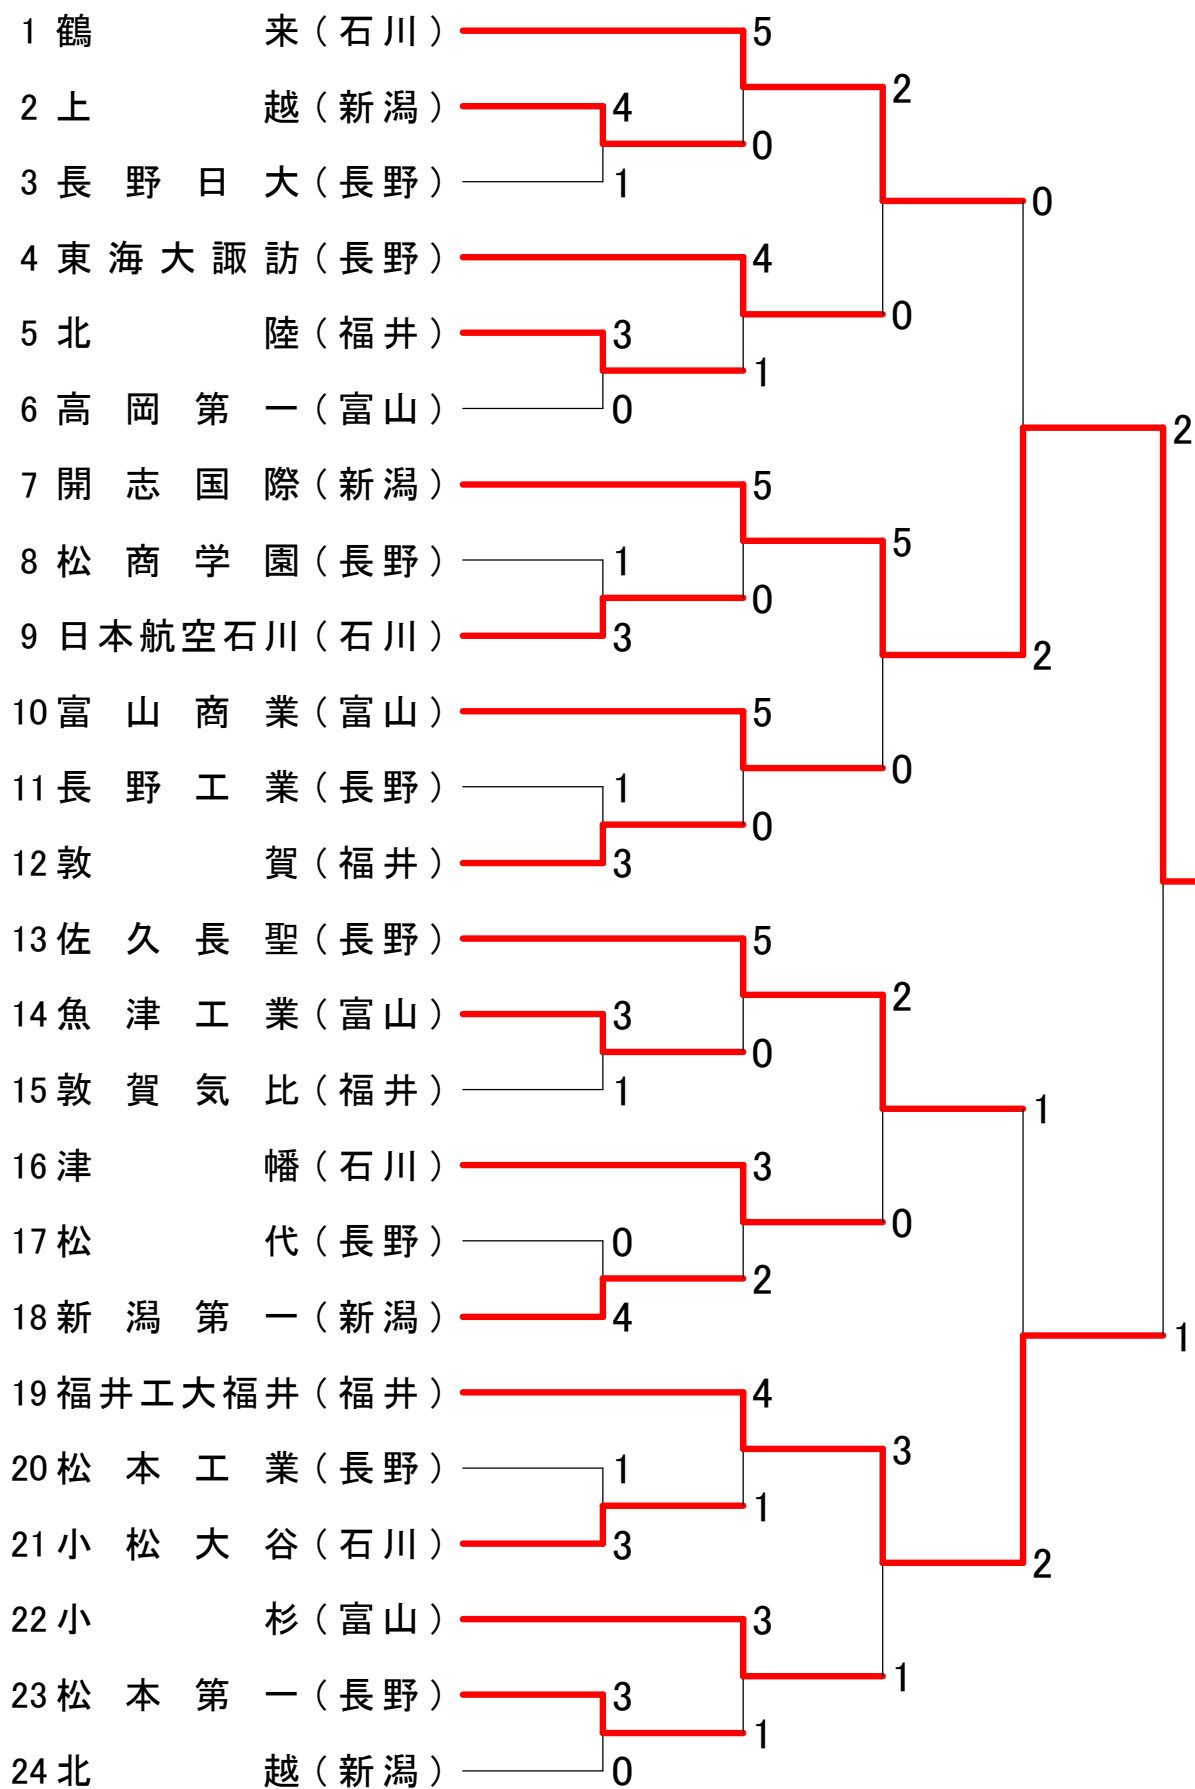 1 鶴来(石川) 5
2
2 上越(新潟) 4
0
3 長野日大(長野) 1
0
4 東海大諏訪(長野) 4
0
5 北陸(福井) 3
1
6 高岡第一(富山) 0
2
7 開志国際(新潟) 5
5
8 松商学園(長野) 1
0
9 日本航空石川(石川) 3
2
10 富山商業(富山) 5
0
11 長野工業(長野) 1
0
12 敦賀(福井) 3
13 佐久長聖(長野) 5
2
14 魚津工業(富山) 3
0
15 敦賀気比(福井) 1
1
16 津幡(石川) 3
0
17 松代(長野) 0
2
18 新潟第一(新潟) 4
1
19 福井工大福井(福井) 4
3
20 松本工業(長野) 1
1
21 小松大谷(石川) 3
2
22 小杉(富山) 3
1
23 松本第一(長野) 3
1
24 北越(新潟) 0